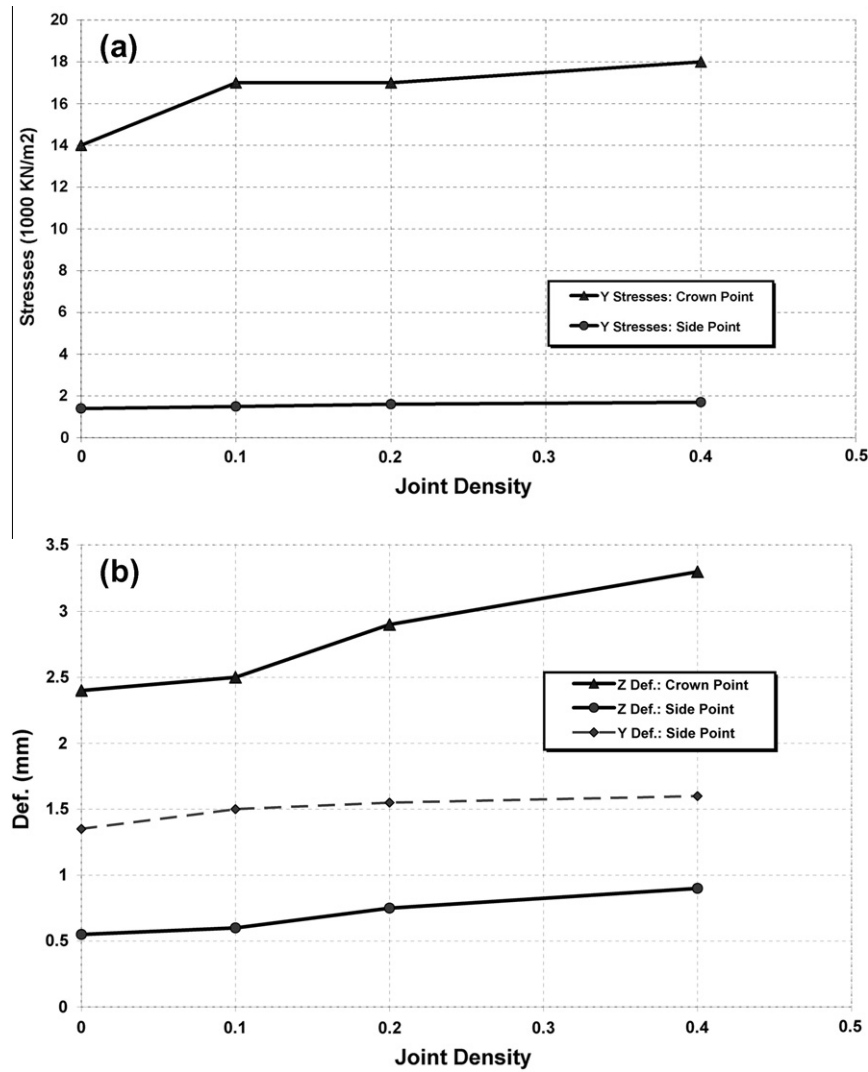 (a)
20
18
16
14
12
10
8
6
4
2
0
Stresses (1000 KN/m2)
Y Stresses: Crown Point
Y Stresses: Side Point
0 0.1 0.2 0.3 0.4 0.5
Joint Density
(b)
3.5
3
2.5
2
1.5
1
0.5
0
Def. (mm)
Z Def.: Crown Point
Z Def.: Side Point
Y Def.: Side Point
0 0.1 0.2 0.3 0.4 0.5
Joint Density